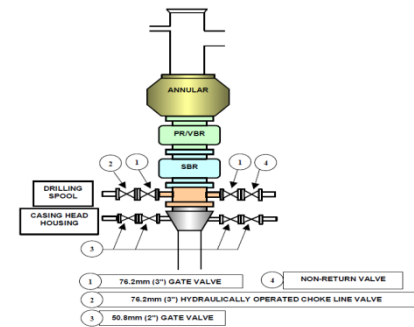 ANNULAR
PR/VBR
SBR
2 1 1 4
DRILLING
SPOOL
CASING HEAD
HOUSING
3
1 76.2mm (3") GATE VALVE
4 NON-RETURN VALVE
2 76.2mm (3") HYDRAULICALLY OPERATED CHOKE LINE VALVE
3 50.8mm (2") GATE VALVE